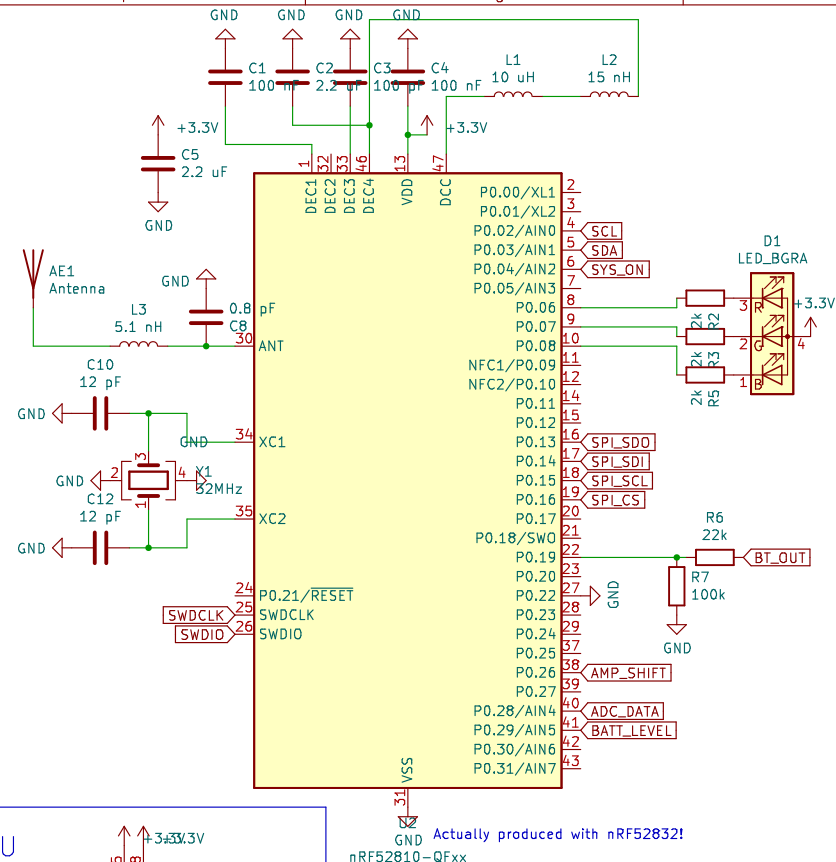 GND GND GND GND
C1 100 nF
C2 2.2 uF
C3 100 pF
C4 100 nF
L1 10 uH
L2 15 nH
+3.3V
+3.3V
C5 2.2 uF
GND
1 32 33 46 13 47
DEC1 DEC2 DEC3 DEC4 VDD DCC
P0.00/XL1 2
P0.01/XL2 3
P0.02/AIN0 4 SCL
P0.03/AIN1 5 SDA
P0.04/AIN2 6 SYS_ON
P0.05/AIN3 7
P0.06 8
P0.07 9
P0.08 10
NFC1/P0.09 11
NFC2/P0.10 12
P0.11 14
P0.12 15
P0.13 16 SPI_SDO
P0.14 17 SPI_SDI
P0.15 18 SPI_SCL
P0.16 19 SPI_CS
P0.17 20
P0.18/SWO 21
P0.19 22
P0.20 23
P0.22 27 GND
P0.23 28
P0.24 29
P0.25 37
P0.26 38 AMP_SHIFT
P0.27 39
P0.28/AIN4 40 ADC_DATA
P0.29/AIN5 41 BATT_LEVEL
P0.30/AIN6 42
P0.31/AIN7 43
D1
LED_BGRA
+3.3V
3 R
2 G 4
1 B
2k R2
2k R3
2k R5
R6
22k
BT_OUT
R7
100k
GND
AE1
Antenna
L3
5.1 nH
GND
0.8 pF
C8
30 ANT
C10
12 pF
GND
GND
34 XC1
3
GND 2 4 X1
32MHz
1
C12
12 pF
GND
35 XC2
24 P0.21/RESET
SWDCLK 25 SWDCLK
SWDIO 26 SWDIO
VSS
31
U2
GND
nRF52810-QFxx
Actually produced with nRF52832!
U
+3.3V +3.3V